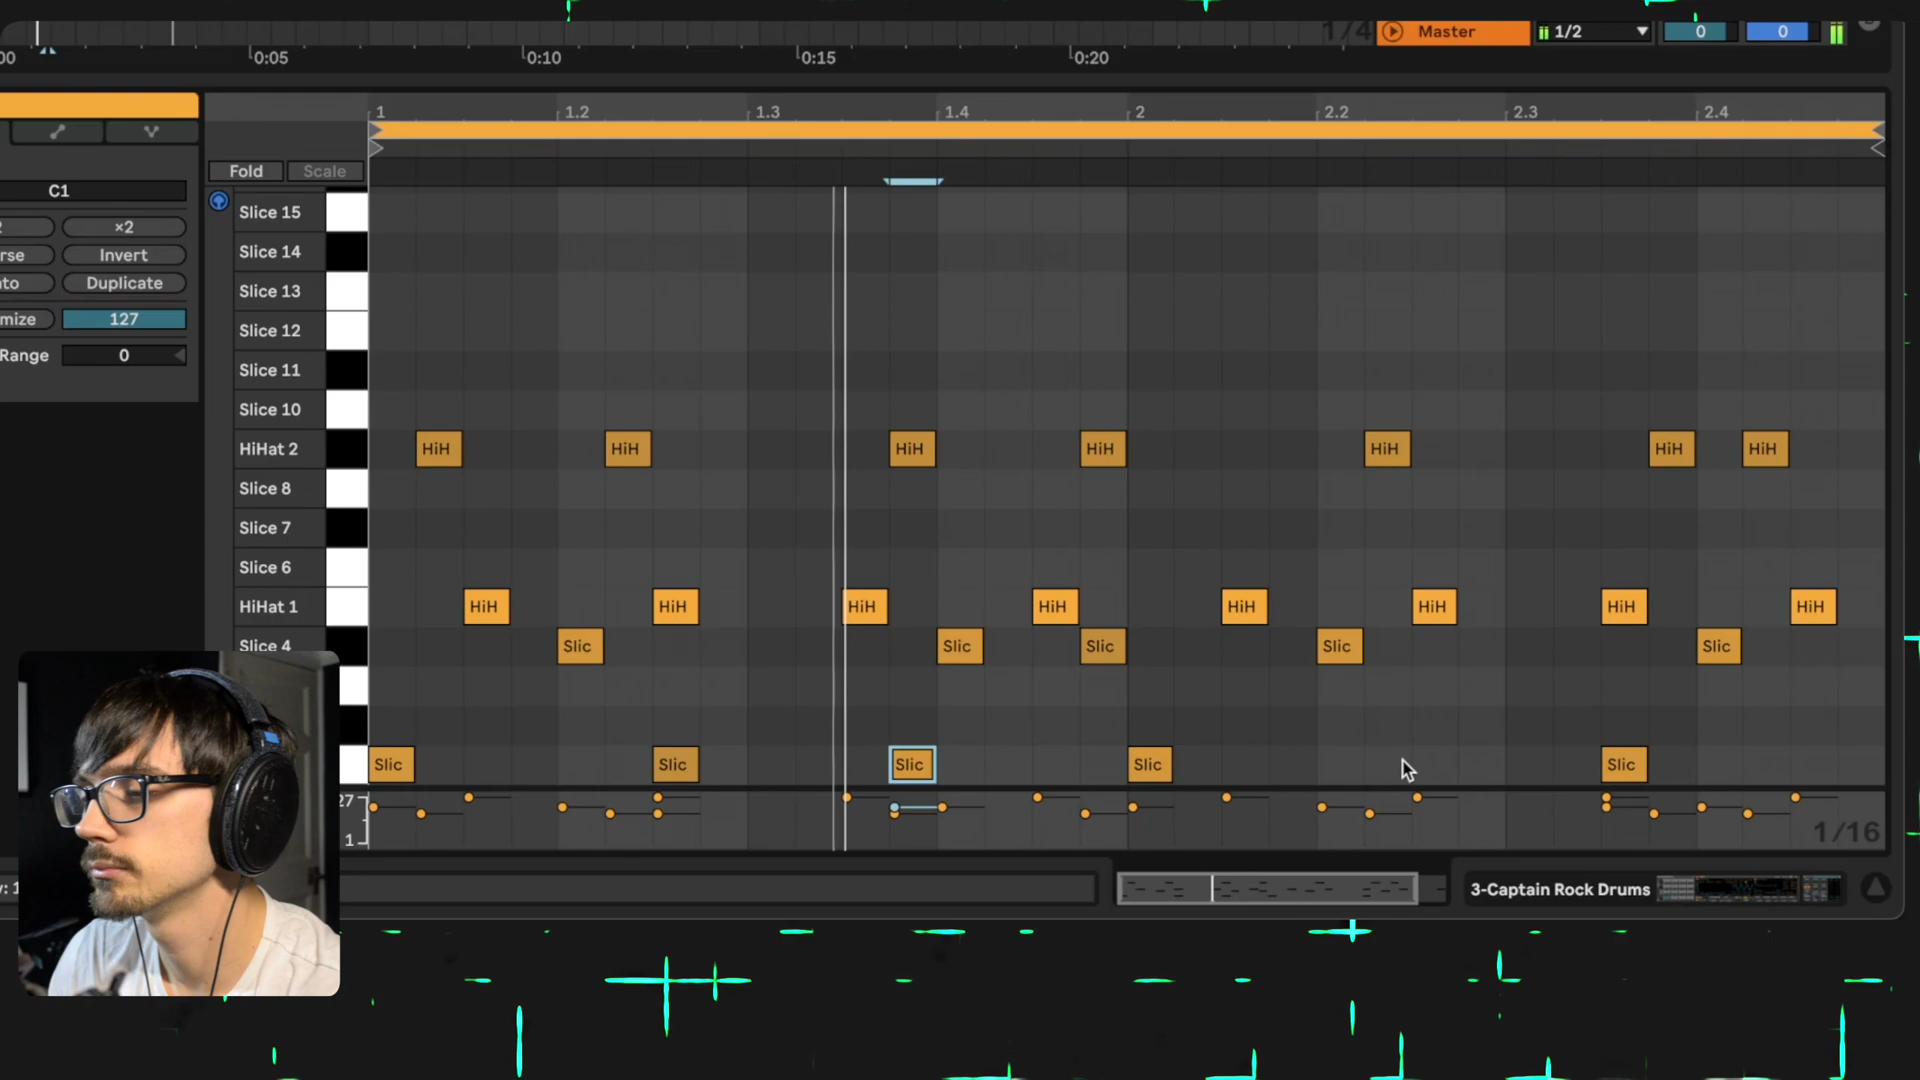 1/4
Master
1/2
0
0
00
0:05
0:10
0:15
0:20
1
1.2
1.3
1.4
2
2.2
2.3
2.4
Fold
Scale
C1
2
×2
rse
Invert
to
Duplicate
mize
127
Range
0
Slice 15
Slice 14
Slice 13
Slice 12
Slice 11
Slice 10
HiHat 2
HiH
HiH
HiH
HiH
HiH
HiH
HiH
Slice 8
Slice 7
Slice 6
HiHat 1
HiH
HiH
HiH
HiH
HiH
HiH
HiH
HiH
Slice 4
Slic
Slic
Slic
Slic
Slic
Slic
Slic
Slic
Slic
Slic
27
1
1/16
3-Captain Rock Drums